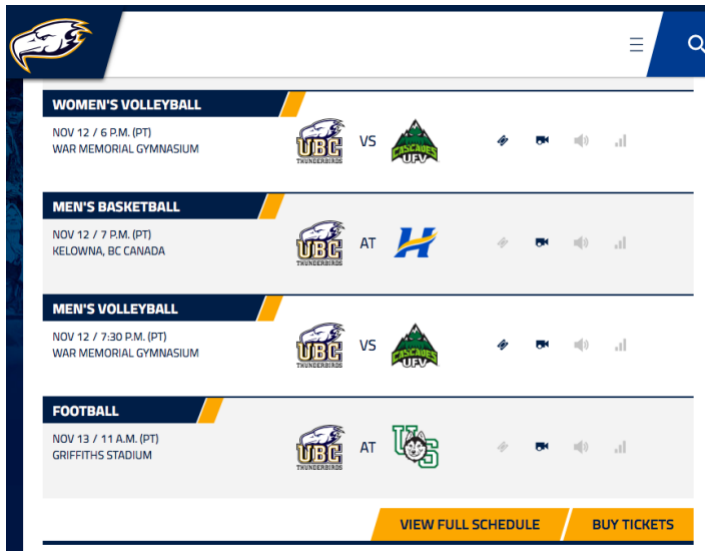 WOMEN'S VOLLEYBALL
NOV 12 / 6 P.M. (PT)
WAR MEMORIAL GYMNASIUM
UBC
THUNDERBIRDS
VS
CASCADES
UFV
MEN'S BASKETBALL
NOV 12 / 7 P.M. (PT)
KELOWNA, BC CANADA
UBC
THUNDERBIRDS
AT
H
MEN'S VOLLEYBALL
NOV 12 / 7:30 P.M. (PT)
WAR MEMORIAL GYMNASIUM
UBC
THUNDERBIRDS
VS
CASCADES
UFV
FOOTBALL
NOV 13 / 11 A.M. (PT)
GRIFFITHS STADIUM
UBC
THUNDERBIRDS
AT
US
VIEW FULL SCHEDULE
BUY TICKETS